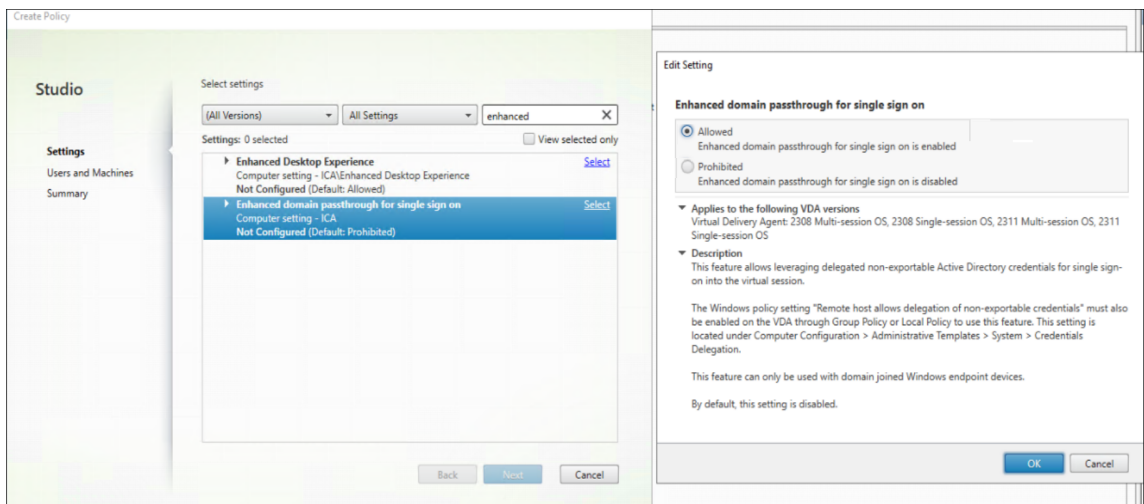 Create Policy
Studio
Settings
Users and Machines
Summary
Select settings
(All Versions)
All Settings
enhanced
X
Settings: 0 selected
View selected only
Enhanced Desktop Experience
Select
Computer setting - ICA\Enhanced Desktop Experience
Not Configured (Default: Allowed)
Enhanced domain passthrough for single sign on
Select
Computer setting - ICA
Not Configured (Default: Prohibited)
Back
Next
Cancel
Edit Setting
Enhanced domain passthrough for single sign on
Allowed
Enhanced domain passthrough for single sign on is enabled
Prohibited
Enhanced domain passthrough for single sign on is disabled
Applies to the following VDA versions
Virtual Delivery Agent: 2308 Multi-session OS, 2308 Single-session OS, 2311 Multi-session OS, 2311
Single-session OS
Description
This feature allows leveraging delegated non-exportable Active Directory credentials for single sign-
on into the virtual session.
The Windows policy setting "Remote host allows delegation of non-exportable credentials" must also
be enabled on the VDA through Group Policy or Local Policy to use this feature. This setting is
located under Computer Configuration > Administrative Templates > System > Credentials
Delegation.
This feature can only be used with domain joined Windows endpoint devices.
By default, this setting is disabled.
OK
Cancel